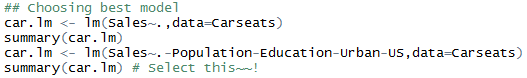 ## Choosing best model
car.lm <- lm(Sales~.,data=Carseats)
summary(car.lm)
car.lm <- lm(Sales~.-Population-Education-Urban-US,data=Carseats)
summary(car.lm) # Select this~~!